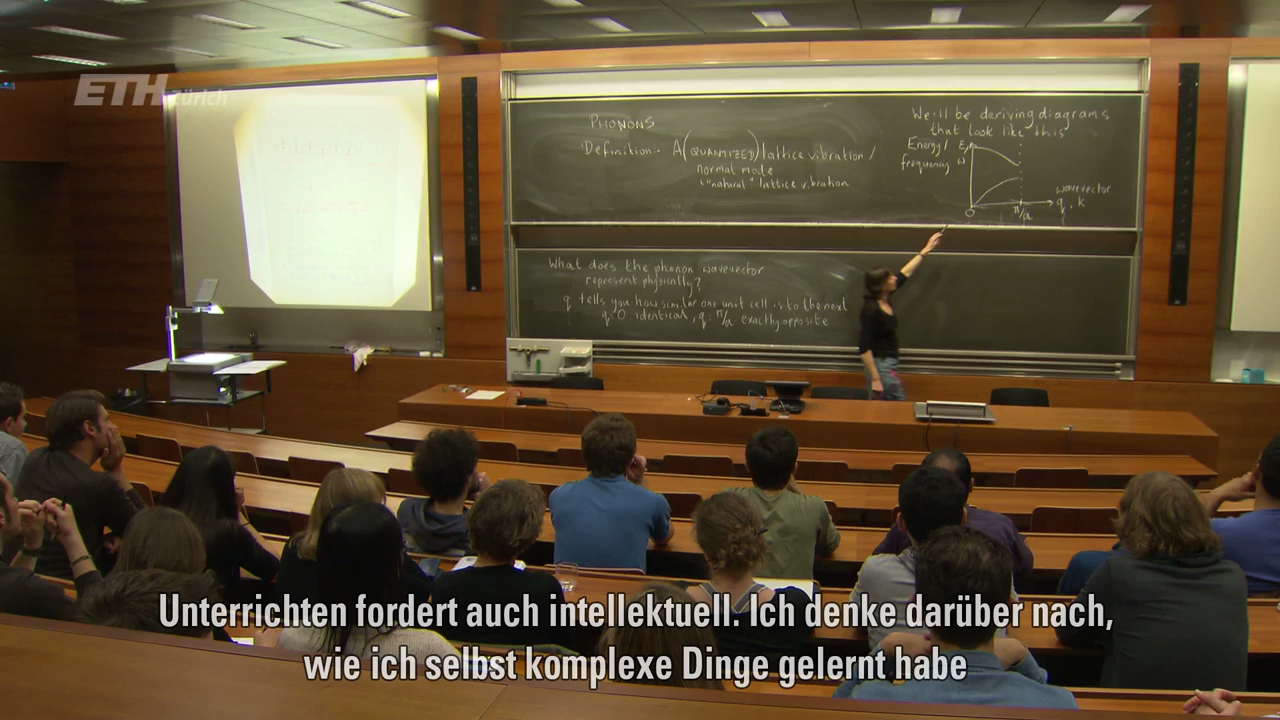 ETH Zürich
PHONONS
Definition - A (QUANTIZED) lattice vibration /
normal mode
"natural" lattice vibration
We'll be deriving diagrams
that look like this
Energy/ ε
frequency ω
wavevector
q, k
0
π/a
What does the phonon wavevector
represent physically?
q tells you how similar one unit cell is to the next
q: 0 identical, q: π/a exactly opposite
Unterrichten fordert auch intellektuell. Ich denke darüber nach,
wie ich selbst komplexe Dinge gelernt habe